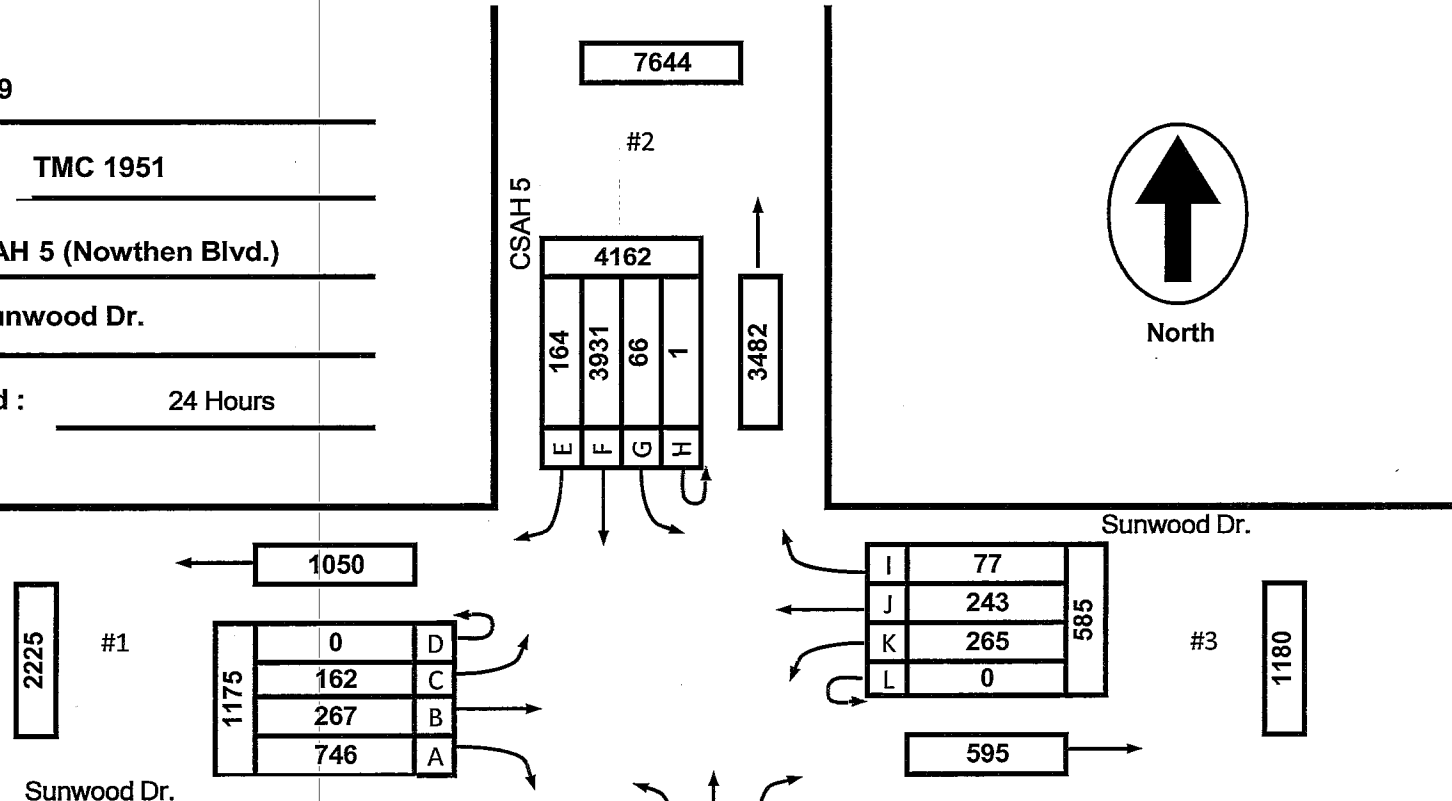 9
TMC 1951
AH 5 (Nowthen Blvd.)
unwood Dr.
d :
24 Hours
7644
#2
CSAH 5
4162
164
3931
66
1
E
F
G
H
3482
North
Sunwood Dr.
1050
2225
#1
1175
0
D
162
C
267
B
746
A
Sunwood Dr.
I
77
J
243
K
265
L
0
585
#3
1180
595